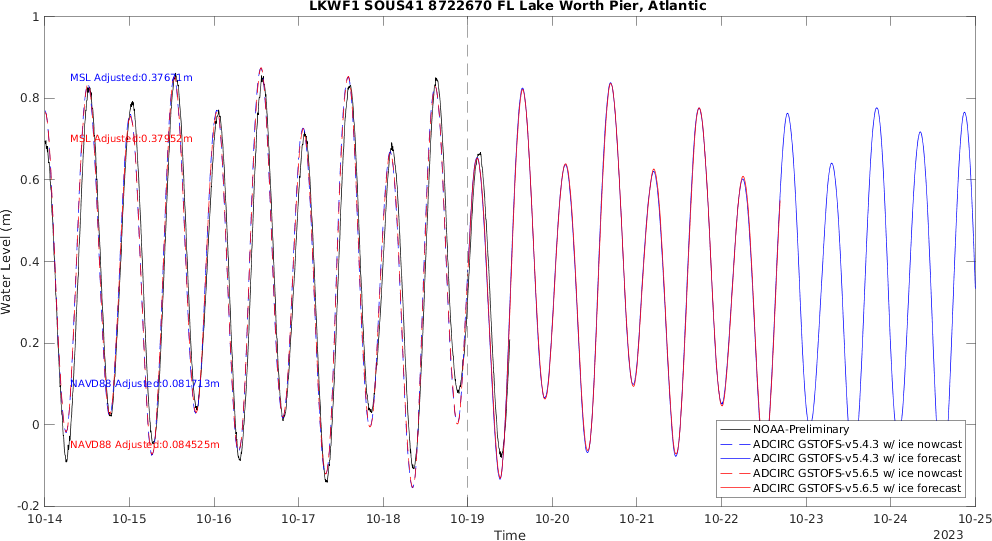 LKWF1 SOUS41 8722670 FL Lake Worth Pier, Atlantic
Water Level (m)
1
0.8
0.6
0.4
0.2
0
-0.2
MSL Adjusted:0.37671m
MSL Adjusted:0.37952m
NAVD88 Adjusted:0.081713m
NAVD88 Adjusted:0.084525m
NOAA-Preliminary
ADCIRC GSTOFS-v5.4.3 w/ ice nowcast
ADCIRC GSTOFS-v5.4.3 w/ ice forecast
ADCIRC GSTOFS-v5.6.5 w/ ice nowcast
ADCIRC GSTOFS-v5.6.5 w/ ice forecast
10-14 10-15 10-16 10-17 10-18 10-19 10-20 10-21 10-22 10-23 10-24 10-25
Time
2023